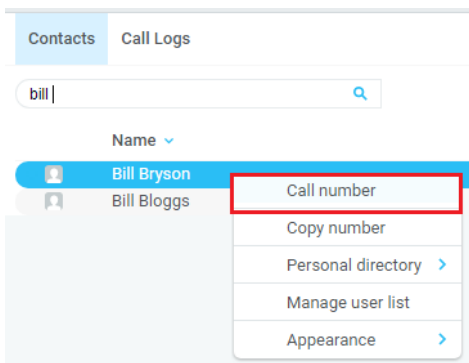 Contacts Call Logs
bill
Name
Bill Bryson
Call number
Bill Bloggs
Copy number
Personal directory
Manage user list
Appearance